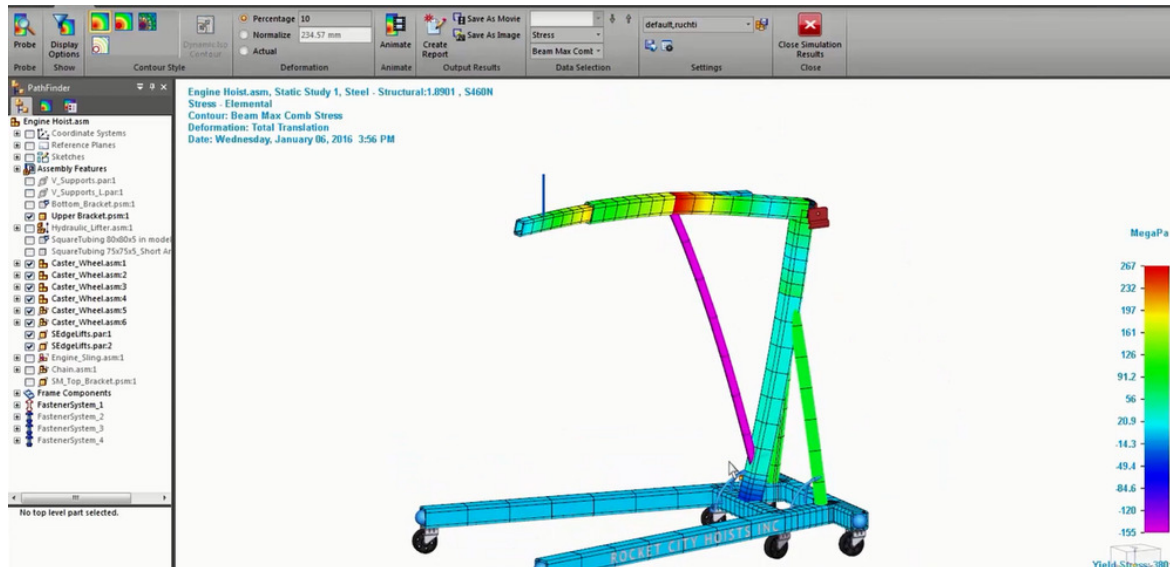 Percentage 10
Normalize 234.57 mm
Actual
Save As Movie
Save As Image
Stress
Beam Max Comb
default,ruchti
Probe
Display Options
Dynamic Top Contour
Animate
Create Report
Close Simulation Results
Probe
Show
Contour Style
Deformation
Animate
Output Results
Data Selection
Settings
Close
PathFinder
Engine Hoist.asm
Coordinate Systems
Reference Planes
Sketches
Assembly Features
V_Supports.par:1
V_Supports_L.par:1
Bottom_Bracket.psm:1
Upper Bracket.psm:1
Hydraulic_Lifter.asm:1
SquareTubing 80x80x5 in model
SquareTubing 75x75x5_Short Ar
Caster_Wheel.asm:1
Caster_Wheel.asm:2
Caster_Wheel.asm:3
Caster_Wheel.asm:4
Caster_Wheel.asm:5
Caster_Wheel.asm:6
SEdgeLifts.par:1
SEdgeLifts.par:2
Engine_Sling.asm:1
Chain.asm:1
SM_Top_Bracket.psm:1
Frame Components
FastenerSystem_1
FastenerSystem_2
FastenerSystem_3
FastenerSystem_4
No top level part selected.
Engine Hoist.asm, Static Study 1, Steel - Structural:1.8901 , S460N
Stress - Elemental
Contour: Beam Max Comb Stress
Deformation: Total Translation
Date: Wednesday, January 06, 2016 3:56 PM
MegaPa
267
232
197
161
126
91.2
56
20.9
-14.3
-49.4
-84.6
-120
-155
ROCKET CITY HOISTS INC
Yield Stress: 380